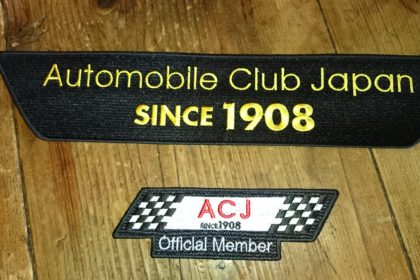 Automobile Club Japan
SINCE 1908
ACJ
SINCE1908
Official Member